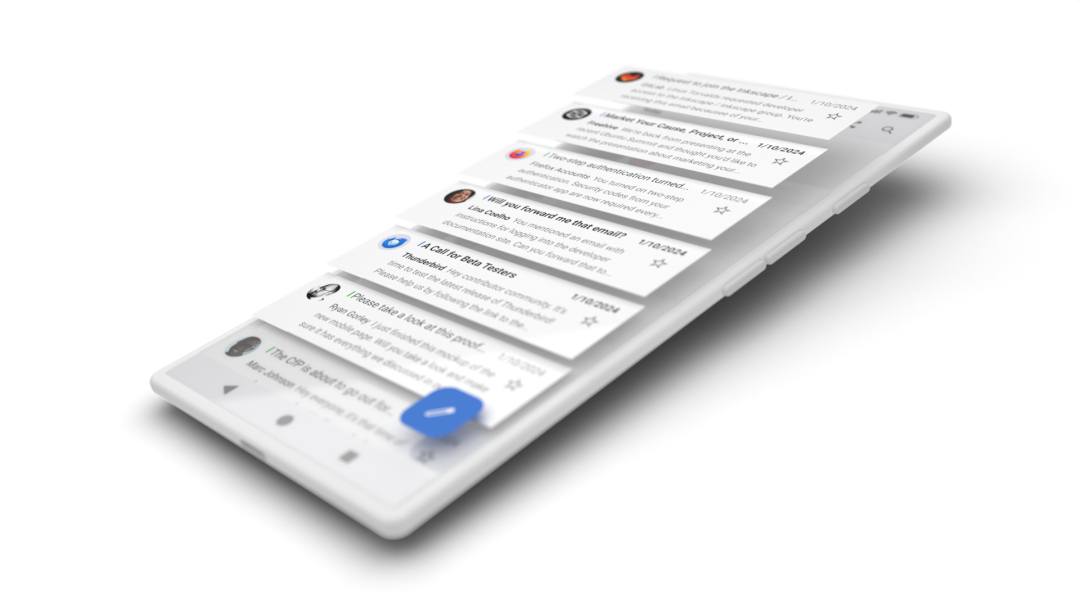 Request to join the Inkscape / I...
1/10/2024
GitLab Linus Torvalds requested developer
access to the Inkscape / Inkscape group. You're
receiving this email because of your...
Market Your Cause, Project, or ...
1/10/2024
Freehive We're back from presenting at the
recent Ubuntu Summit and thought you'd like to
watch the presentation about marketing your...
Two-step authentication turned...
1/10/2024
Firefox Accounts You turned on two-step
authentication. Security codes from your
authenticator app are now required every...
Will you forward me that email?
1/10/2024
Lina Coelho You mentioned an email with
instructions for logging into the developer
documentation site. Can you forward that to...
A Call for Beta Testers
1/10/2024
Thunderbird Hey contributor community. It's
time to test the latest release of Thunderbird!
Please help us by following the link to the...
Please take a look at this proof...
1/10/2024
Ryan Gorley I just finished this mockup of the
new mobile page. Will you take a look and make
sure it has everything we discussed in
The CfP is about to go out for...
Marc Johnson Hey everyone, it's that time of